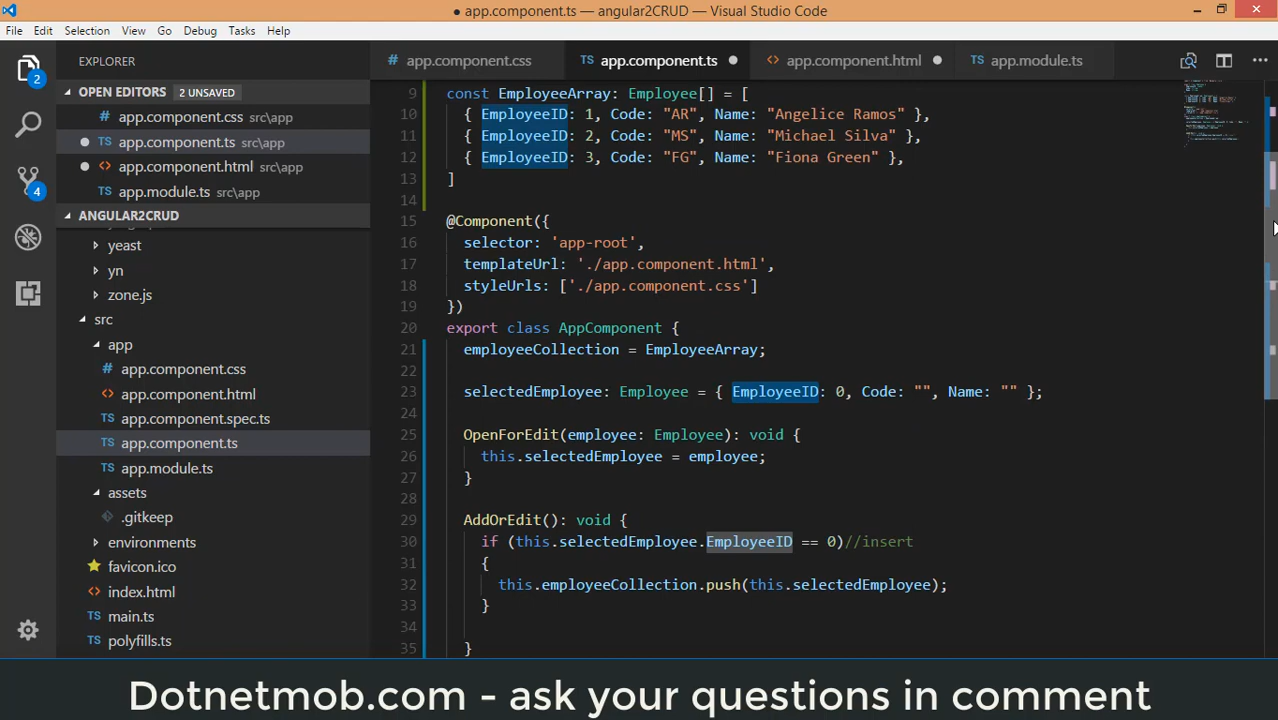 ● app.component.ts — angular2CRUD — Visual Studio Code
File Edit Selection View Go Debug Tasks Help
EXPLORER
# app.component.css
TS app.component.ts
<> app.component.html
TS app.module.ts
OPEN EDITORS 2 UNSAVED
# app.component.css src\app
TS app.component.ts src\app
<> app.component.html src\app
TS app.module.ts src\app
ANGULAR2CRUD
yeast
yn
zone.js
src
app
# app.component.css
<> app.component.html
TS app.component.spec.ts
TS app.component.ts
TS app.module.ts
assets
.gitkeep
environments
favicon.ico
<> index.html
TS main.ts
TS polyfills.ts
2
4
9 const EmployeeArray: Employee[] = [
10 { EmployeeID: 1, Code: "AR", Name: "Angelice Ramos" },
11 { EmployeeID: 2, Code: "MS", Name: "Michael Silva" },
12 { EmployeeID: 3, Code: "FG", Name: "Fiona Green" },
13 ]
14
15 @Component({
16 selector: 'app-root',
17 templateUrl: './app.component.html',
18 styleUrls: ['./app.component.css']
19 })
20 export class AppComponent {
21 employeeCollection = EmployeeArray;
22
23 selectedEmployee: Employee = { EmployeeID: 0, Code: "", Name: "" };
24
25 OpenForEdit(employee: Employee): void {
26 this.selectedEmployee = employee;
27 }
28
29 AddOrEdit(): void {
30 if (this.selectedEmployee.EmployeeID == 0)//insert
31 {
32 this.employeeCollection.push(this.selectedEmployee);
33 }
34
35 }
Dotnetmob.com - ask your questions in comment